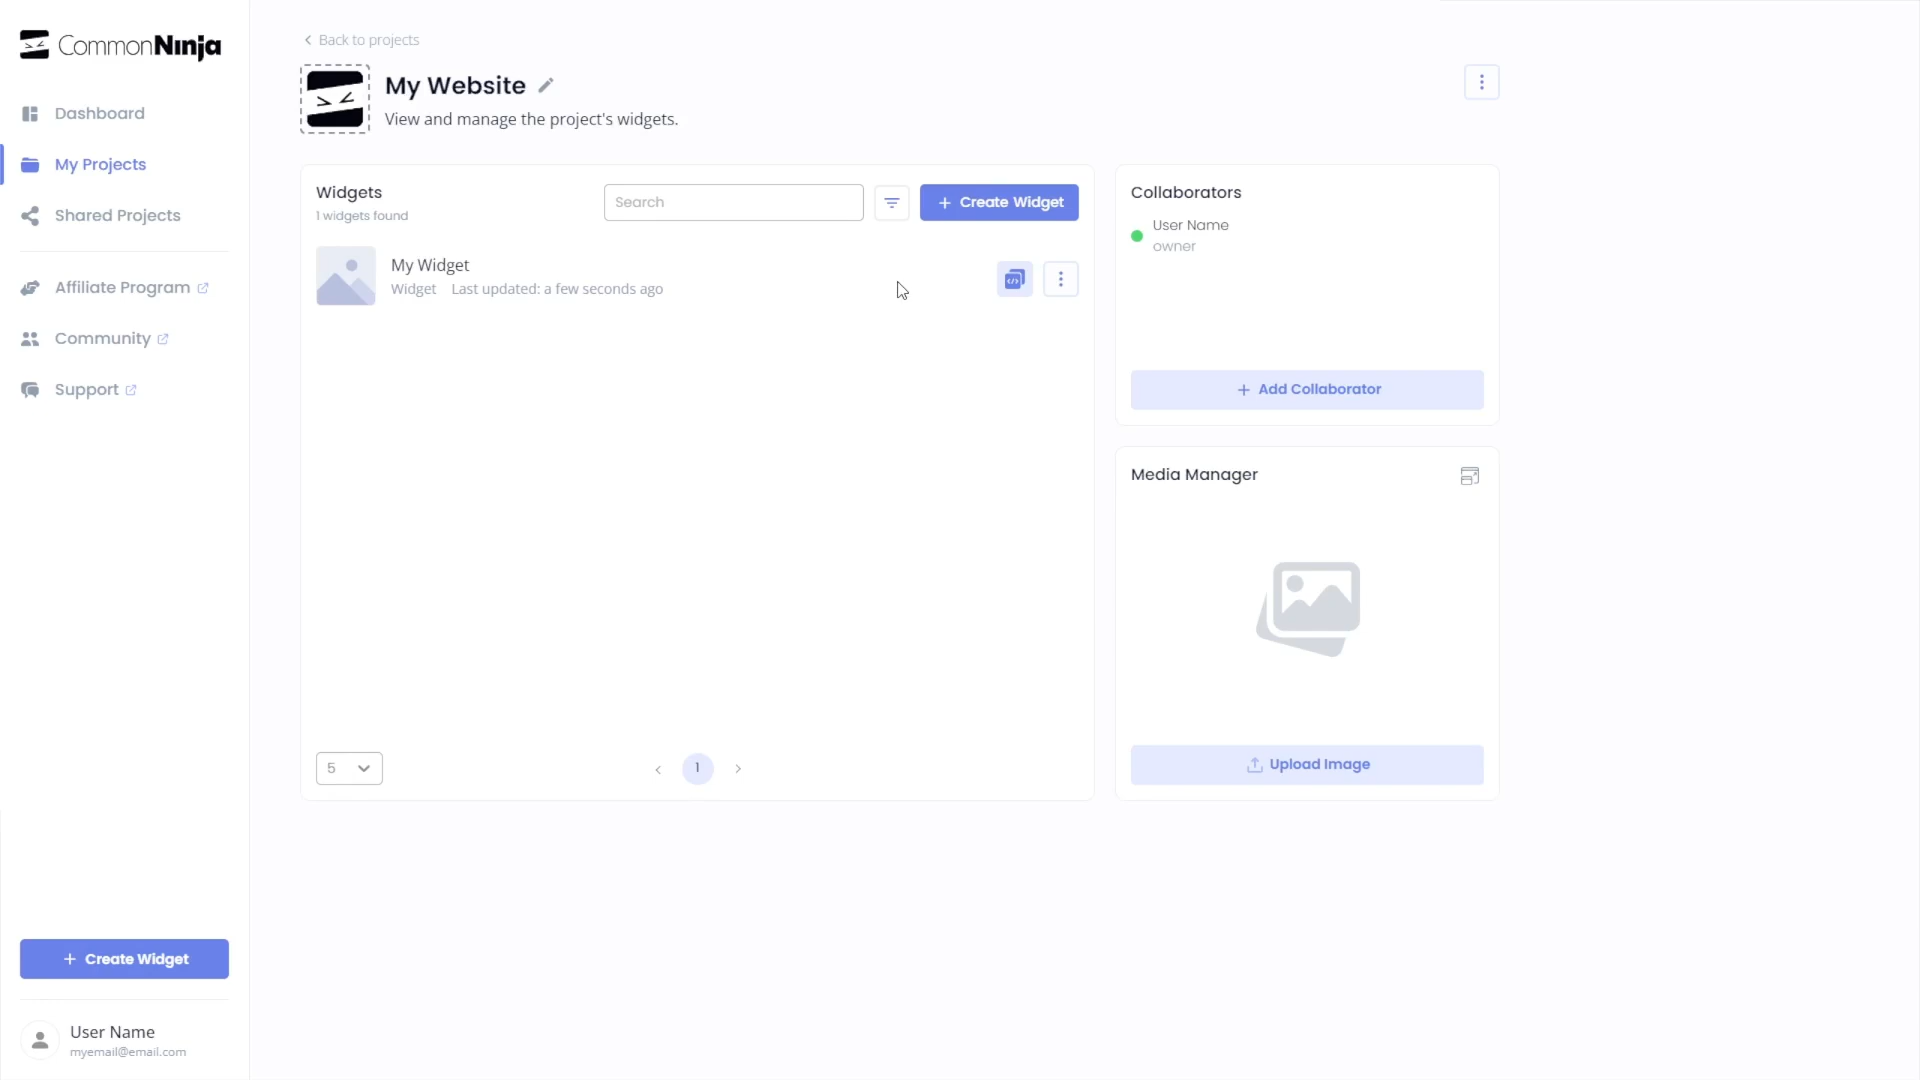 CommonNinja
Dashboard
My Projects
Shared Projects
Affiliate Program
Community
Support
Create Widget
User Name
myemail@email.com
Back to projects
My Website
View and manage the project's widgets.
Widgets
1 widgets found
Search
Create Widget
My Widget
Widget Last updated: a few seconds ago
5
1
Collaborators
User Name
owner
Add Collaborator
Media Manager
Upload Image